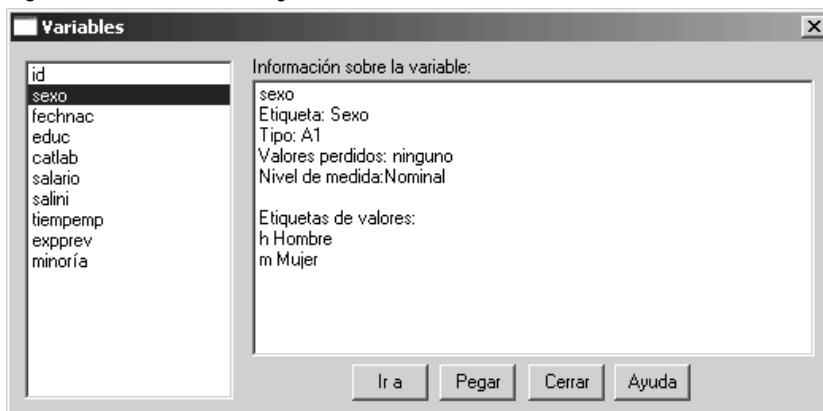 Variables
id
sexo
fechnac
educ
catlab
salario
salini
tiempemp
expprev
minoría
Información sobre la variable:
sexo
Etiqueta: Sexo
Tipo: A1
Valores perdidos: ninguno
Nivel de medida:Nominal
Etiquetas de valores:
h Hombre
m Mujer
Ir a
Pegar
Cerrar
Ayuda